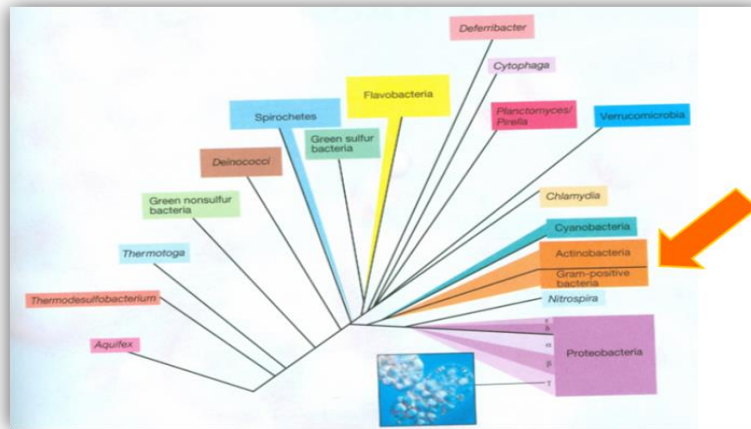 Deferribacter
Cytophaga
Flavobacteria
Planctomyces/
Pirella
Verrucomicrobia
Spirochetes
Green sulfur
bacteria
Deinococci
Green nonsulfur
bacteria
Chlamydia
Cyanobacteria
Actinobacteria
Gram-positive
bacteria
Thermotoga
Nitrospira
Thermodesulfobacterium
Aquifex
Proteobacteria
ε
δ
α
β
γ